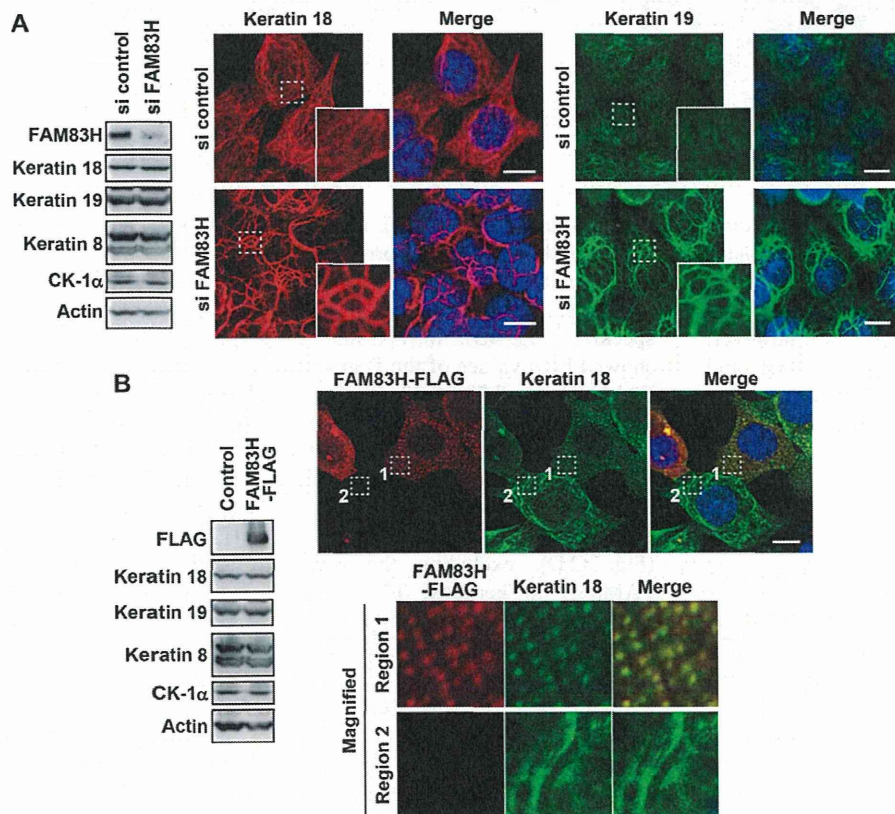 A
Keratin 18
Merge
Keratin 19
Merge
si control
si FAM83H
si control
si control
si FAM83H
si FAM83H
FAM83H
Keratin 18
Keratin 19
Keratin 8
CK-1α
Actin
B
FAM83H-FLAG
Keratin 18
Merge
1
2
1
2
1
2
Control
FAM83H
-FLAG
FLAG
Keratin 18
Keratin 19
Keratin 8
CK-1α
Actin
FAM83H
-FLAG
Keratin 18
Merge
Magnified
Region 1
Region 2